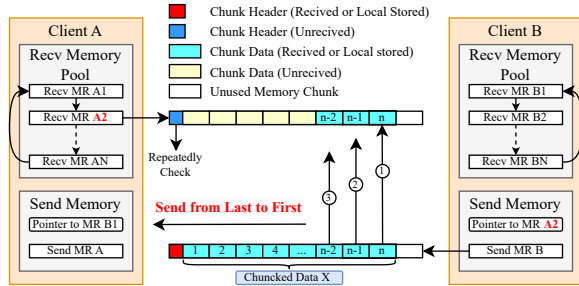 Chunk Header (Recived or Local Stored)
Chunk Header (Unrecived)
Chunk Data (Recived or Local stored)
Chunk Data (Unrecived)
Unused Memory Chunk
Client A
Recv Memory
Pool
Recv MR A1
Recv MR A2
Recv MR AN
Send Memory
Pointer to MR B1
Send MR A
n-2 n-1 n
Repeatedly
Check
3 2 1
Send from Last to First
1 2 3 4 ... n-2 n-1 n
Chuncked Data X
Client B
Recv Memory
Pool
Recv MR B1
Recv MR B2
Recv MR BN
Send Memory
Pointer to MR A2
Send MR B